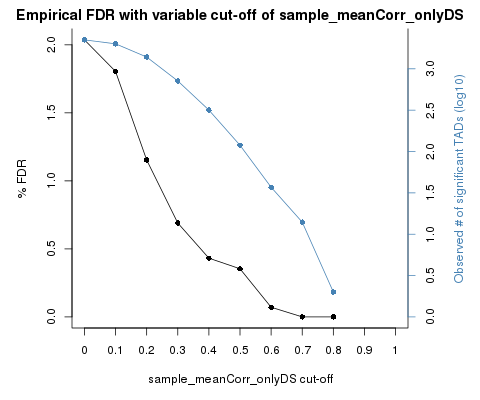 Empirical FDR with variable cut-off of sample_meanCorr_onlyDS
% FDR
2.0
1.5
1.0
0.5
0.0
3.0
2.5
2.0
1.5
1.0
0.5
0.0
Observed # of significant TADs (log10)
0 0.1 0.2 0.3 0.4 0.5 0.6 0.7 0.8 0.9 1
sample_meanCorr_onlyDS cut-off